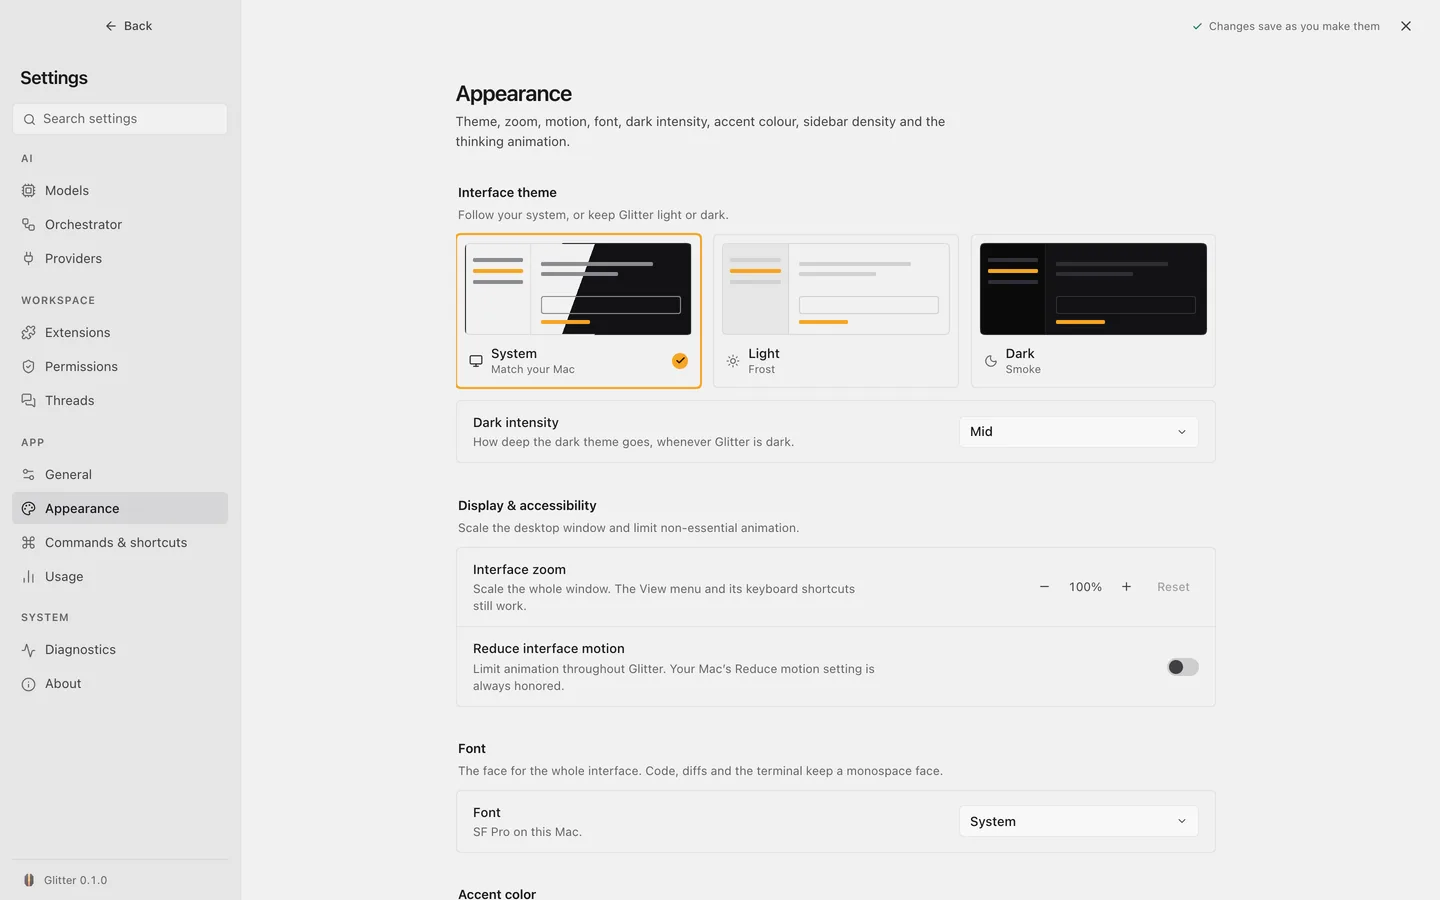 Back
Settings
Search settings
AI
Models
Orchestrator
Providers
WORKSPACE
Extensions
Permissions
Threads
APP
General
Appearance
Commands & shortcuts
Usage
SYSTEM
Diagnostics
About
Glitter 0.1.0
Changes save as you make them
Appearance
Theme, zoom, motion, font, dark intensity, accent colour, sidebar density and the
thinking animation.
Interface theme
Follow your system, or keep Glitter light or dark.
System
Match your Mac
Light
Frost
Dark
Smoke
Dark intensity
How deep the dark theme goes, whenever Glitter is dark.
Mid
Display & accessibility
Scale the desktop window and limit non-essential animation.
Interface zoom
Scale the whole window. The View menu and its keyboard shortcuts
still work.
100%
Reset
Reduce interface motion
Limit animation throughout Glitter. Your Mac's Reduce motion setting is
always honored.
Font
The face for the whole interface. Code, diffs and the terminal keep a monospace face.
Font
SF Pro on this Mac.
System
Accent color